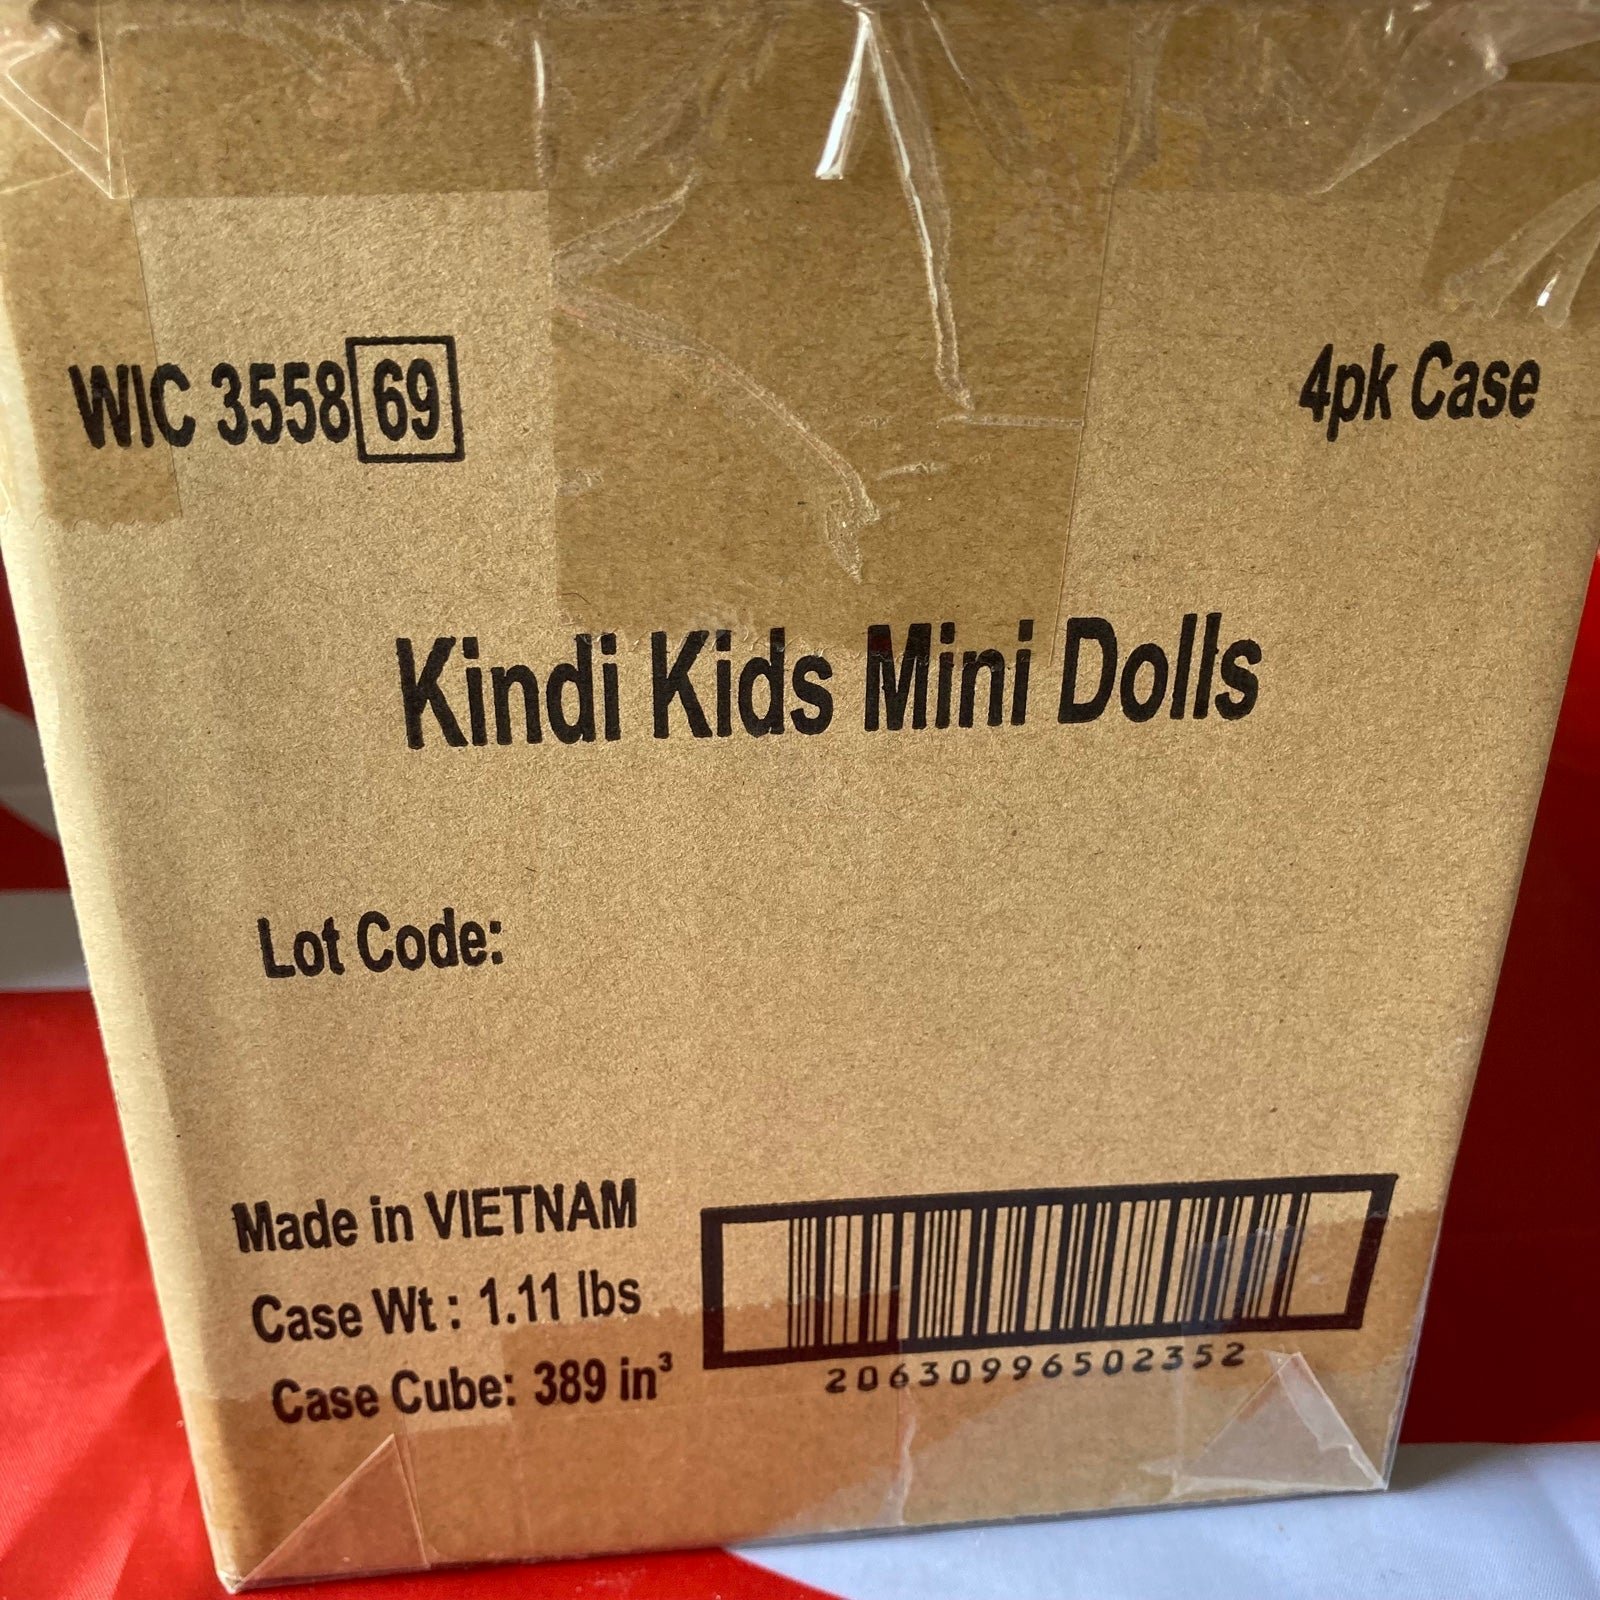 WIC 3558 69
4pk Case
Kindi Kids Mini Dolls
Lot Code:
Made in VIETNAM
Case Wt : 1.11 lbs
Case Cube: 389 in³
20630996502352